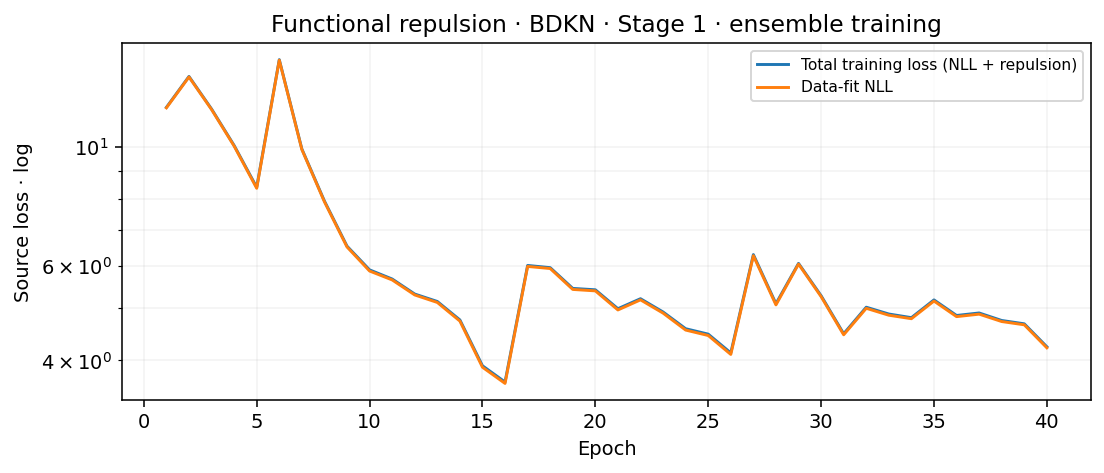 Functional repulsion · BDKN · Stage 1 · ensemble training
Total training loss (NLL + repulsion)
Data-fit NLL
Source loss · log
10¹
6 × 10⁰
4 × 10⁰
0 5 10 15 20 25 30 35 40
Epoch